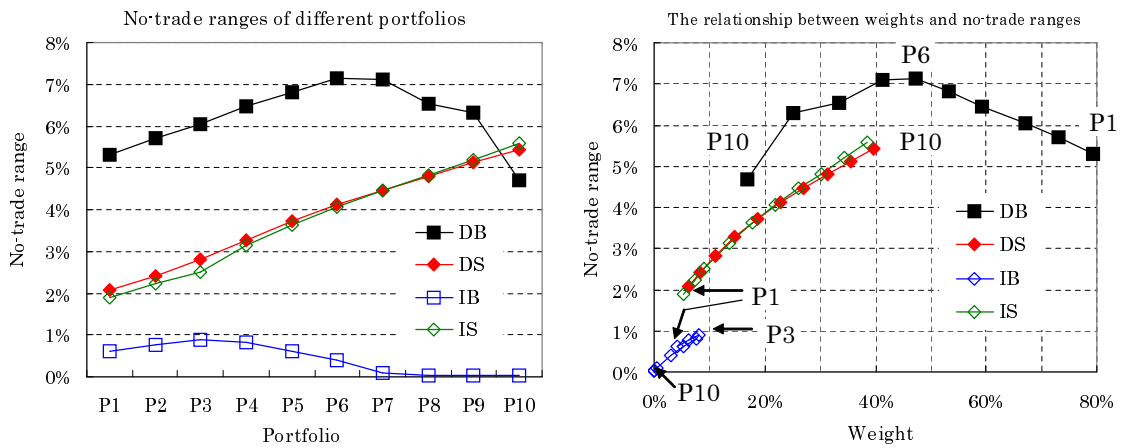 No-trade ranges of different portfolios
8%
7%
6%
5%
4%
3%
2%
1%
0%
No-trade range
DB
DS
IB
IS
P1 P2 P3 P4 P5 P6 P7 P8 P9 P10
Portfolio
The relationship between weights and no-trade ranges
8%
7%
6%
5%
4%
3%
2%
1%
0%
No-trade range
P6
P10
P1
P10
DB
DS
IB
IS
P1
P3
P10
0% 20% 40% 60% 80%
Weight